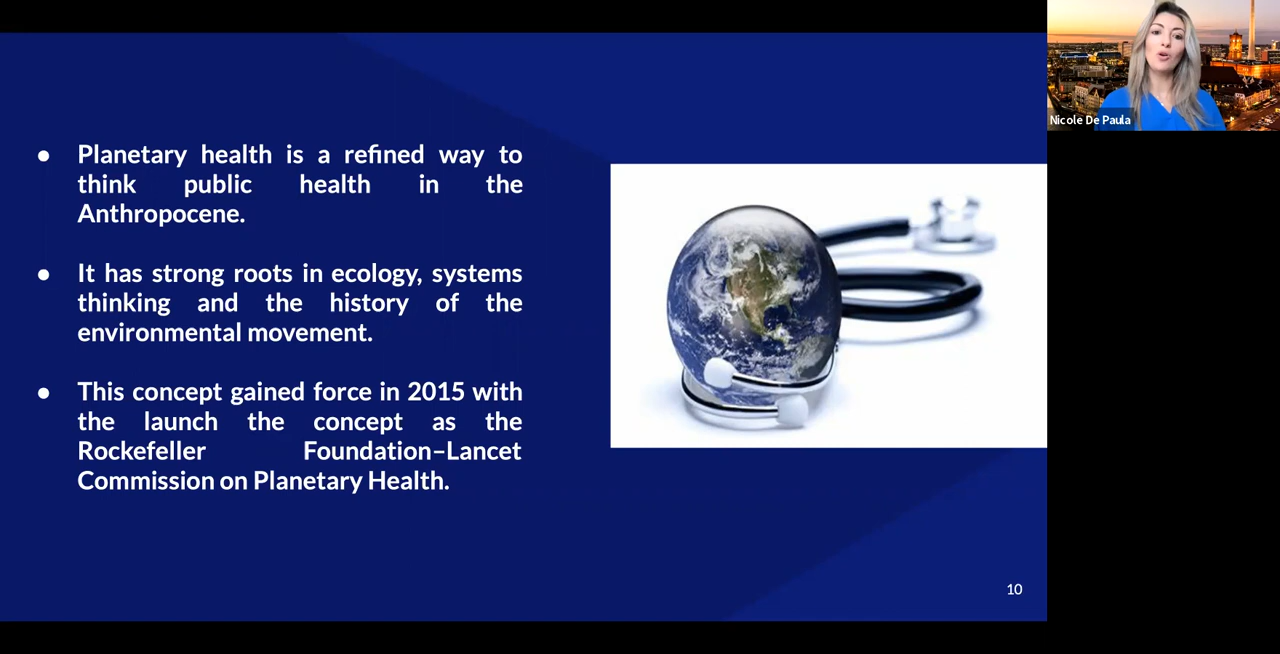 ● Planetary health is a refined way to
think public health in the
Anthropocene.
● It has strong roots in ecology, systems
thinking and the history of the
environmental movement.
● This concept gained force in 2015 with
the launch the concept as the
Rockefeller Foundation–Lancet
Commission on Planetary Health.
10
Nicole De Paula